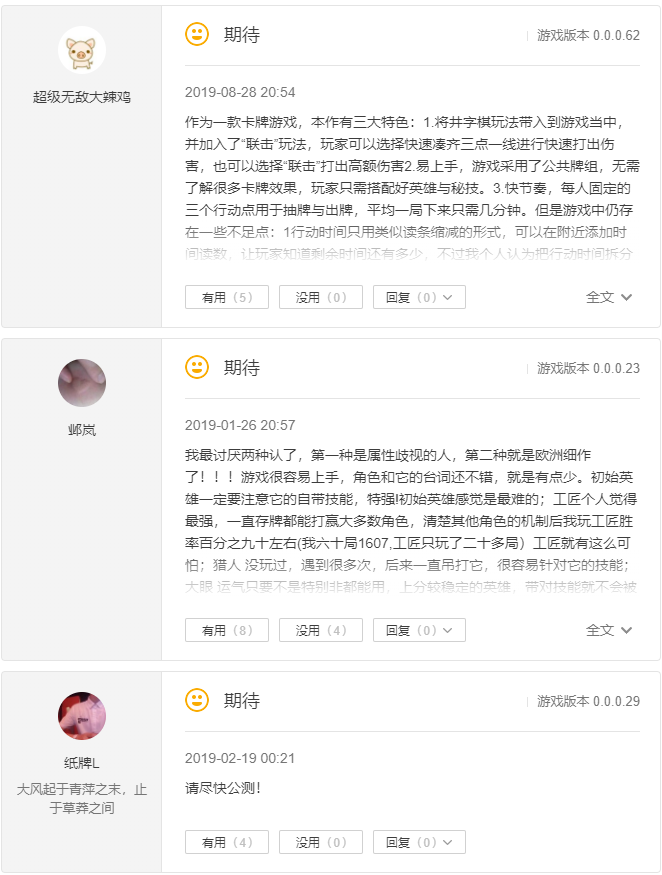 期待
游戏版本 0.0.0.62
超级无敌大辣鸡
2019-08-28 20:54
作为一款卡牌游戏，本作有三大特色：1.将井字棋玩法带入到游戏当中，
并加入了“联击”玩法，玩家可以选择快速凑齐三点一线进行快速打出伤
害，也可以选择“联击”打出高额伤害2.易上手，游戏采用了公共牌组，无需
了解很多卡牌效果，玩家只需搭配好英雄与秘技。3.快节奏，每人固定的
三个行动点用于抽牌与出牌，平均一局下来只需几分钟。但是游戏中仍存
在一些不足点：1行动时间只用类似读条缩减的形式，可以在附近添加时
间读数，让玩家知道剩余时间还有多少，不过我个人认为把行动时间拆分
有用（5）
没用（0）
回复（0）
全文
期待
游戏版本 0.0.0.23
邺岚
2019-01-26 20:57
我最讨厌两种认了，第一种是属性歧视的人，第二种就是欧洲细作
了！！！游戏很容易上手，角色和它的台词还不错，就是有点少。初始英
雄一定要注意它的自带技能，特强!初始英雄感觉是最难的；工匠个人觉得
最强，一直存牌都能打赢大多数角色，清楚其他角色的机制后我玩工匠胜
率百分之九十左右(我六十局1607,工匠只玩了二十多局）工匠就有这么可
怕；猎人 没玩过，遇到很多次，后来一直吊打它，很容易针对它的技能；
大眼 运气只要不是特别非都能用，上分较稳定的英雄，带对技能就不会被
有用（8）
没用（4）
回复（0）
全文
期待
游戏版本 0.0.0.29
纸牌L
大风起于青萍之末，止
于草莽之间
2019-02-19 00:21
请尽快公测！
有用（4）
没用（0）
回复（0）